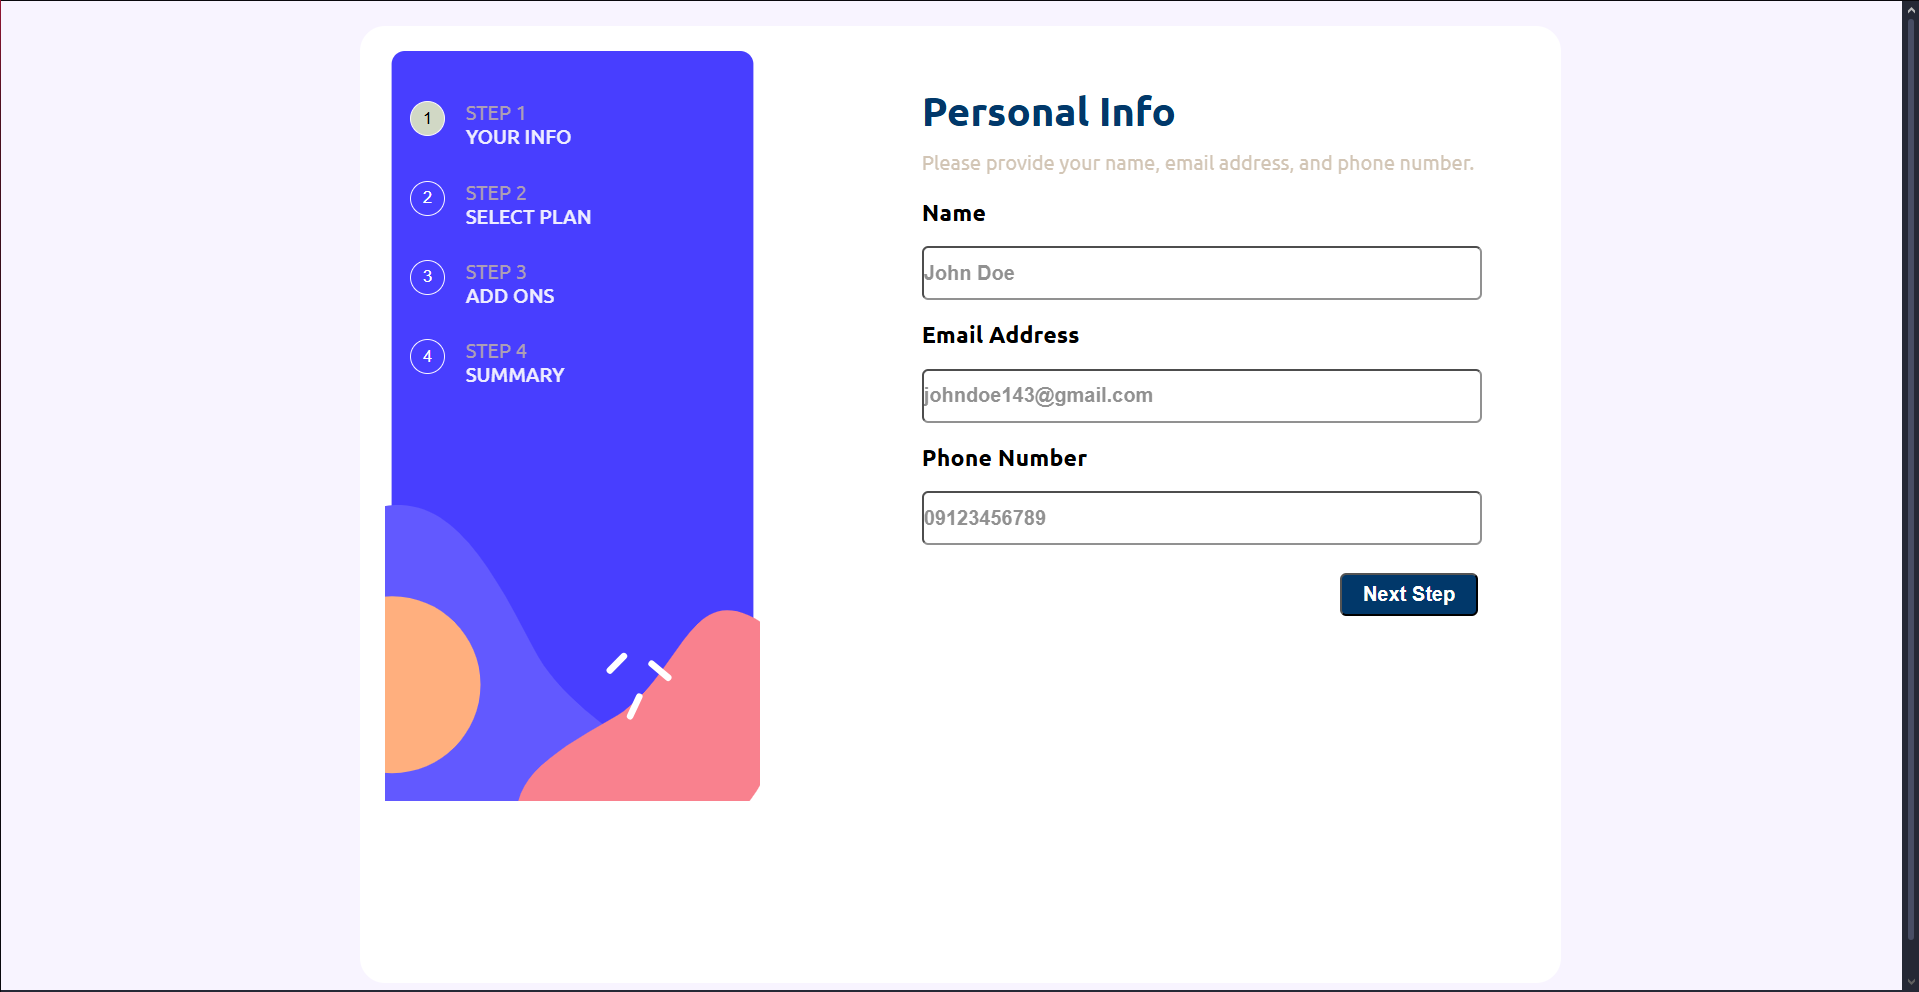 1
STEP 1
YOUR INFO
2
STEP 2
SELECT PLAN
3
STEP 3
ADD ONS
4
STEP 4
SUMMARY
Personal Info
Please provide your name, email address, and phone number.
Name
John Doe
Email Address
johndoe143@gmail.com
Phone Number
09123456789
Next Step